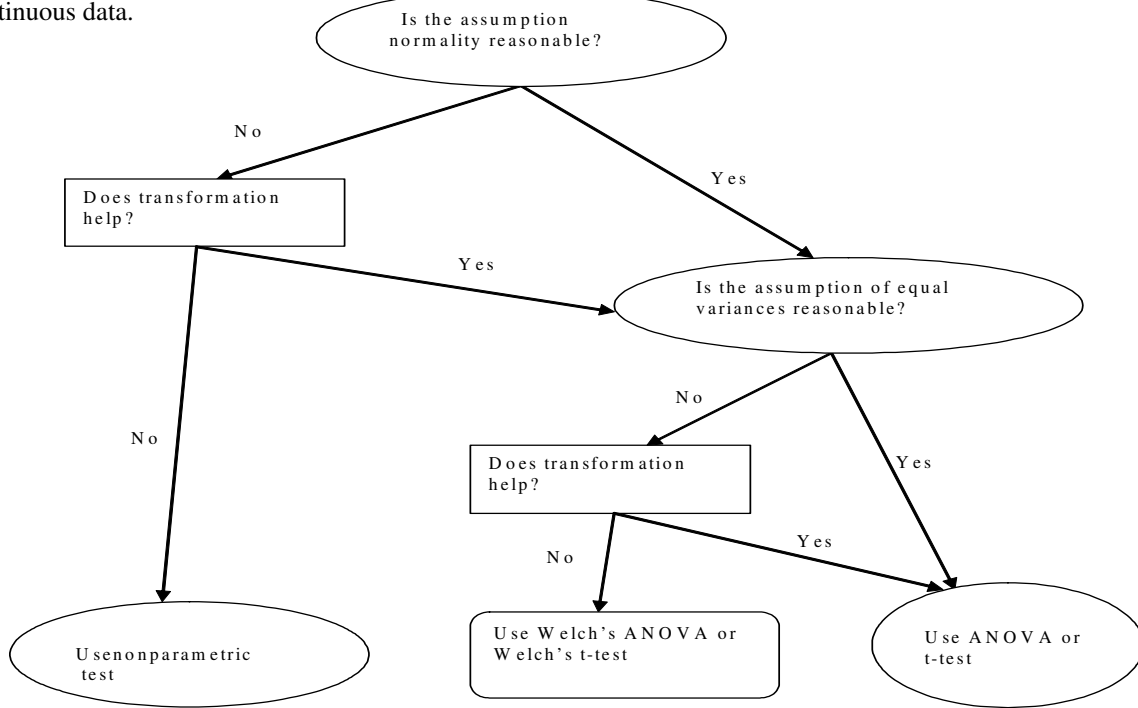 tinuous data.
Is the assumption
normality reasonable?
No
Yes
Does transformation
help?
Yes
Is the assumption of equal
variances reasonable?
No
No
Yes
Does transformation
help?
No
Yes
Usenonparametric
test
Use Welch's ANOVA or
Welch's t-test
Use ANOVA or
t-test